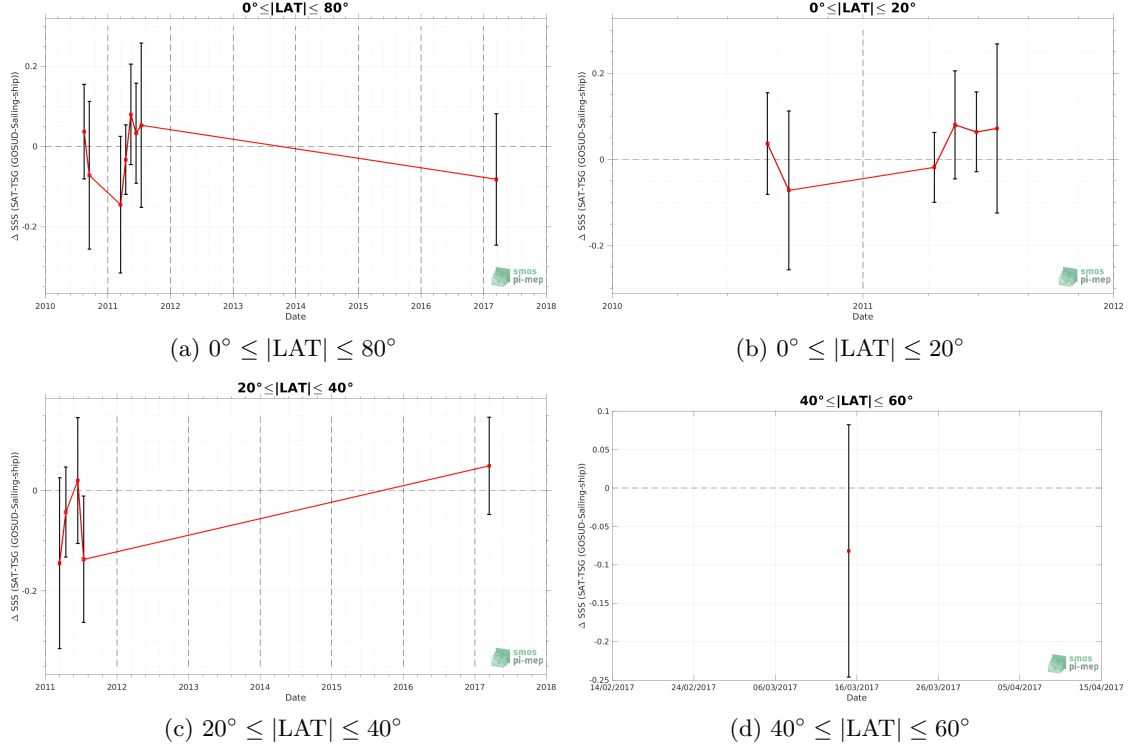 0°≤|LAT|≤ 80°
Δ SSS (SAT-TSG (GOSUD-Sailing-ship))
0.2
0
-0.2
2010 2011 2012 2013 2014 2015 2016 2017 2018
Date
smos
pi-mep
(a) 0° ≤ |LAT| ≤ 80°
0°≤|LAT|≤ 20°
Δ SSS (SAT-TSG (GOSUD-Sailing-ship))
0.2
0
-0.2
2010 2011 2012
Date
smos
pi-mep
(b) 0° ≤ |LAT| ≤ 20°
20°≤|LAT|≤ 40°
Δ SSS (SAT-TSG (GOSUD-Sailing-ship))
0
-0.2
2011 2012 2013 2014 2015 2016 2017 2018
Date
smos
pi-mep
(c) 20° ≤ |LAT| ≤ 40°
40°≤|LAT|≤ 60°
Δ SSS (SAT-TSG (GOSUD-Sailing-ship))
0.1
0.05
0
-0.05
-0.1
-0.15
-0.2
-0.25
14/02/2017 24/02/2017 06/03/2017 16/03/2017 26/03/2017 05/04/2017 15/04/2017
Date
smos
pi-mep
(d) 40° ≤ |LAT| ≤ 60°